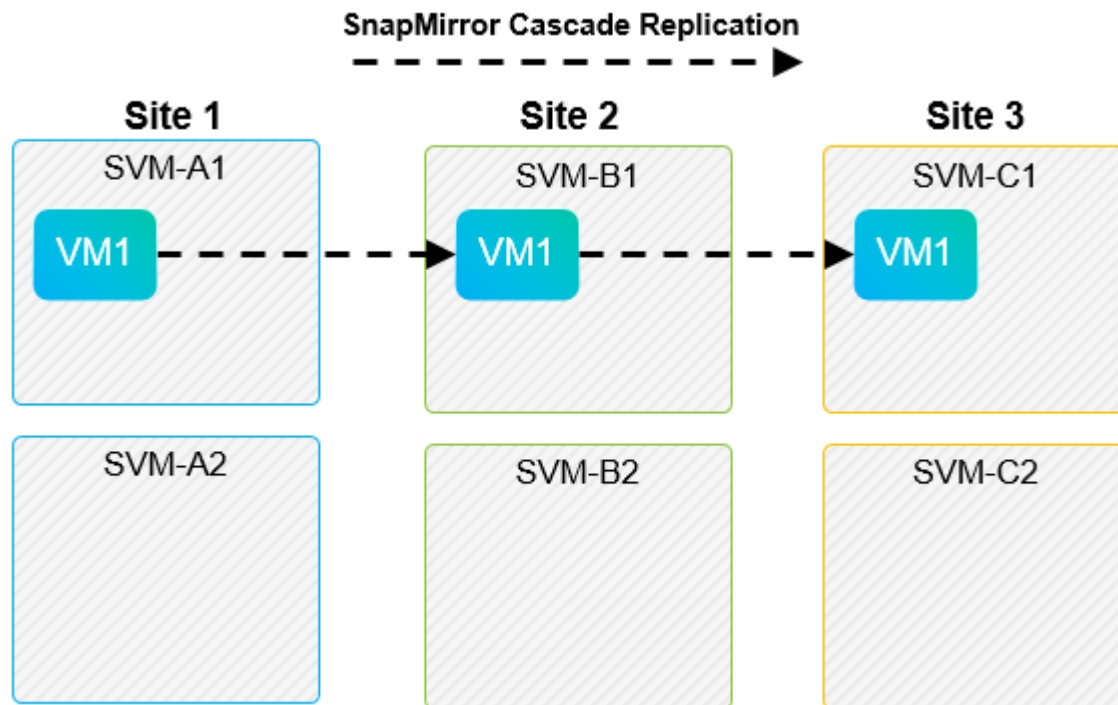 SnapMirror Cascade Replication
Site 1 Site 2 Site 3
SVM-A1 SVM-B1 SVM-C1
VM1 VM1 VM1
SVM-A2 SVM-B2 SVM-C2